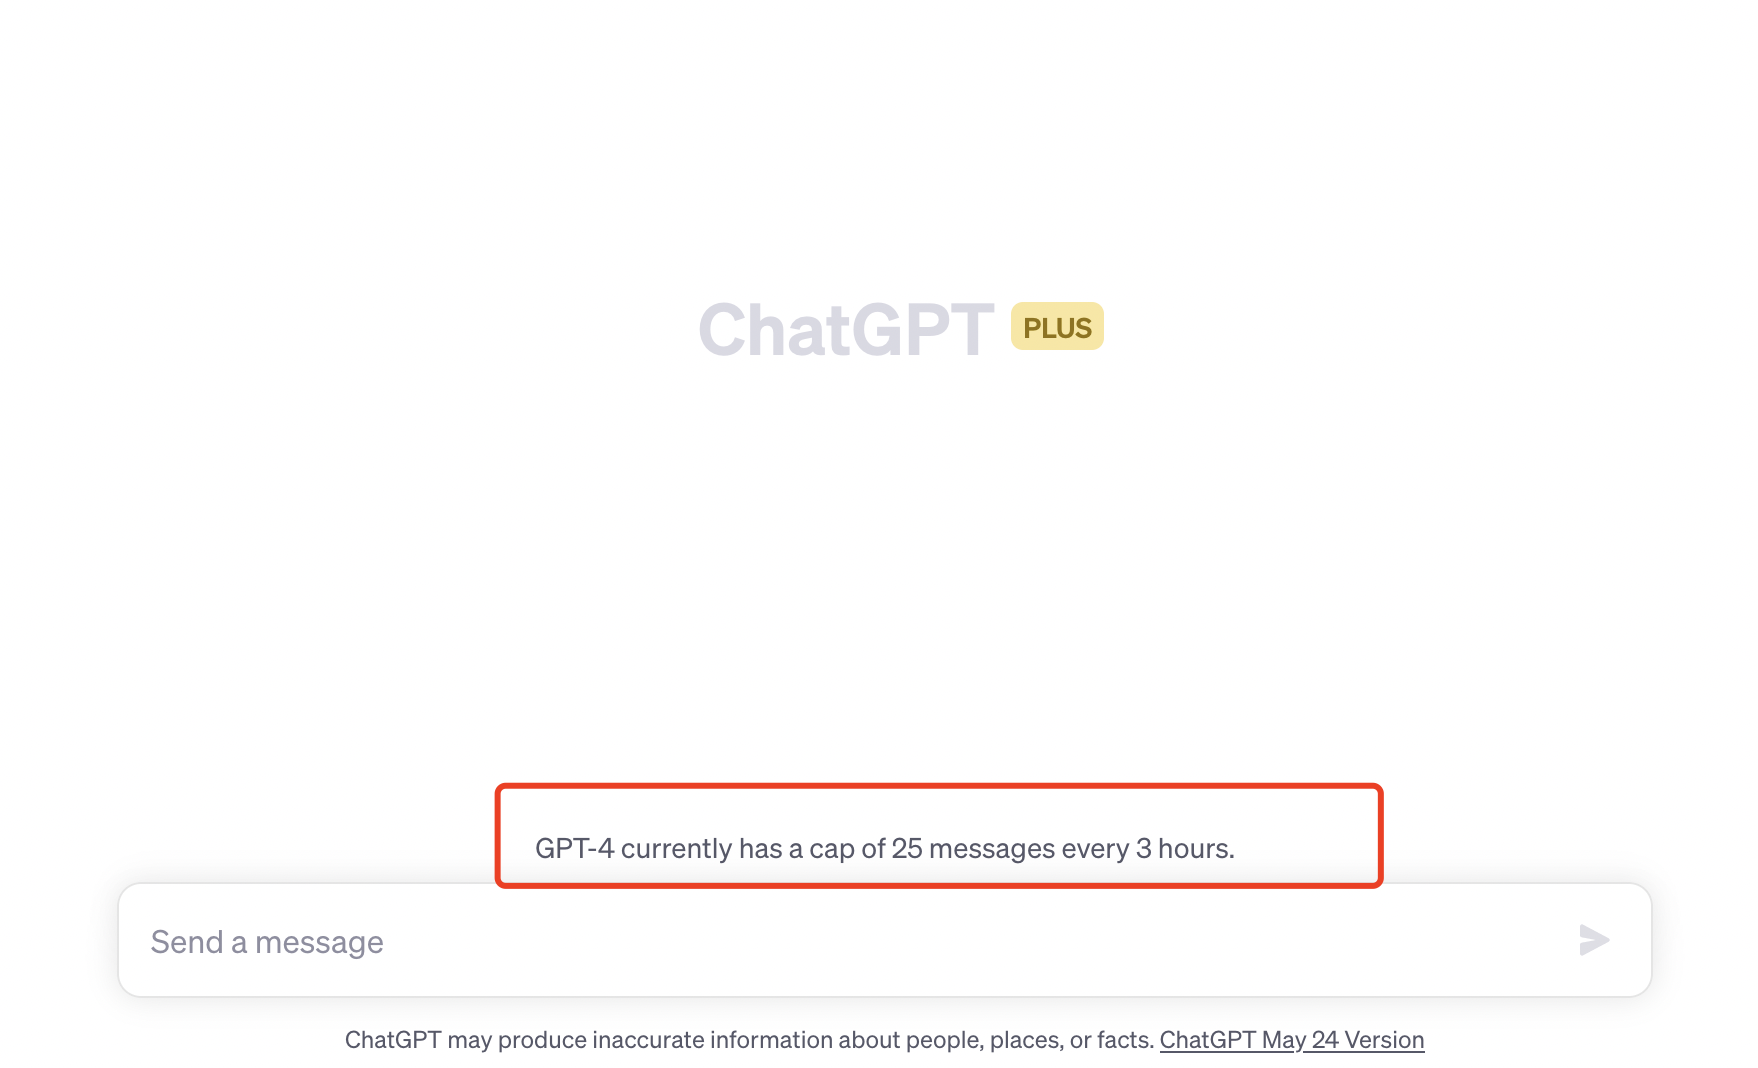 ChatGPT PLUS
GPT-4 currently has a cap of 25 messages every 3 hours.
Send a message
ChatGPT may produce inaccurate information about people, places, or facts. ChatGPT May 24 Version